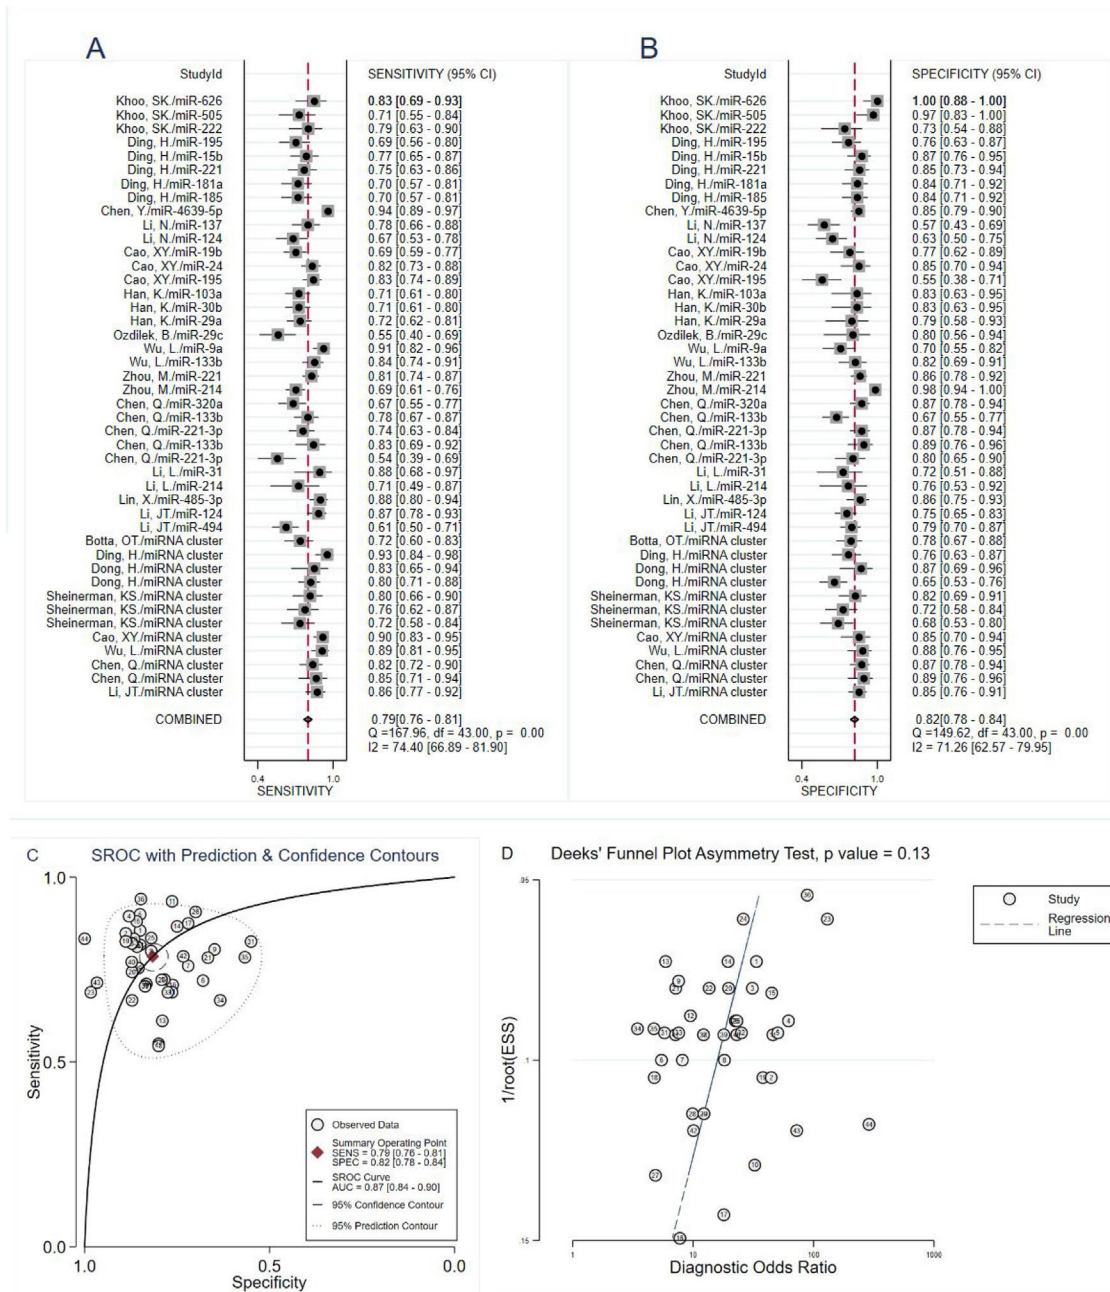 A
StudyId SENSITIVITY (95% CI)
Khoo, SK./miR-626 0.83 [0.69 - 0.93]
Khoo, SK./miR-505 0.71 [0.55 - 0.84]
Khoo, SK./miR-222 0.79 [0.63 - 0.90]
Ding, H./miR-195 0.69 [0.56 - 0.80]
Ding, H./miR-15b 0.77 [0.65 - 0.87]
Ding, H./miR-221 0.75 [0.63 - 0.86]
Ding, H./miR-181a 0.70 [0.57 - 0.81]
Ding, H./miR-185 0.70 [0.57 - 0.81]
Chen, Y./miR-4639-5p 0.94 [0.89 - 0.97]
Li, N./miR-137 0.78 [0.66 - 0.88]
Li, N./miR-124 0.67 [0.53 - 0.78]
Cao, XY./miR-19b 0.69 [0.59 - 0.77]
Cao, XY./miR-24 0.82 [0.73 - 0.88]
Cao, XY./miR-195 0.83 [0.74 - 0.89]
Han, K./miR-103a 0.71 [0.61 - 0.80]
Han, K./miR-30b 0.71 [0.61 - 0.80]
Han, K./miR-29a 0.72 [0.62 - 0.81]
Ozdilek, B./miR-29c 0.55 [0.40 - 0.69]
Wu, L./miR-9a 0.91 [0.82 - 0.96]
Wu, L./miR-133b 0.84 [0.74 - 0.91]
Zhou, M./miR-221 0.81 [0.74 - 0.87]
Zhou, M./miR-214 0.69 [0.61 - 0.76]
Chen, Q./miR-320a 0.67 [0.55 - 0.77]
Chen, Q./miR-133b 0.78 [0.67 - 0.87]
Chen, Q./miR-221-3p 0.74 [0.63 - 0.84]
Chen, Q./miR-133b 0.83 [0.69 - 0.92]
Chen, Q./miR-221-3p 0.54 [0.39 - 0.69]
Li, L./miR-31 0.88 [0.68 - 0.97]
Li, L./miR-214 0.71 [0.49 - 0.87]
Lin, X./miR-485-3p 0.88 [0.80 - 0.94]
Li, JT./miR-124 0.87 [0.78 - 0.93]
Li, JT./miR-494 0.61 [0.50 - 0.71]
Botta, OT./miRNA cluster 0.72 [0.60 - 0.83]
Ding, H./miRNA cluster 0.93 [0.84 - 0.98]
Dong, H./miRNA cluster 0.83 [0.65 - 0.94]
Dong, H./miRNA cluster 0.80 [0.71 - 0.88]
Sheinerman, KS./miRNA cluster 0.80 [0.66 - 0.90]
Sheinerman, KS./miRNA cluster 0.76 [0.62 - 0.87]
Sheinerman, KS./miRNA cluster 0.72 [0.58 - 0.84]
Cao, XY./miRNA cluster 0.90 [0.83 - 0.95]
Wu, L./miRNA cluster 0.89 [0.81 - 0.95]
Chen, Q./miRNA cluster 0.82 [0.72 - 0.90]
Chen, Q./miRNA cluster 0.85 [0.71 - 0.94]
Li, JT./miRNA cluster 0.86 [0.77 - 0.92]
COMBINED 0.79[0.76 - 0.81]
Q =167.96, df = 43.00, p = 0.00
I2 = 74.40 [66.89 - 81.90]
0.4 1.0
SENSITIVITY
B
StudyId SPECIFICITY (95% CI)
Khoo, SK./miR-626 1.00 [0.88 - 1.00]
Khoo, SK./miR-505 0.97 [0.83 - 1.00]
Khoo, SK./miR-222 0.73 [0.54 - 0.88]
Ding, H./miR-195 0.76 [0.63 - 0.87]
Ding, H./miR-15b 0.87 [0.76 - 0.95]
Ding, H./miR-221 0.85 [0.73 - 0.94]
Ding, H./miR-181a 0.84 [0.71 - 0.92]
Ding, H./miR-185 0.84 [0.71 - 0.92]
Chen, Y./miR-4639-5p 0.85 [0.79 - 0.90]
Li, N./miR-137 0.57 [0.43 - 0.69]
Li, N./miR-124 0.63 [0.50 - 0.75]
Cao, XY./miR-19b 0.77 [0.62 - 0.89]
Cao, XY./miR-24 0.85 [0.70 - 0.94]
Cao, XY./miR-195 0.55 [0.38 - 0.71]
Han, K./miR-103a 0.83 [0.63 - 0.95]
Han, K./miR-30b 0.83 [0.63 - 0.95]
Han, K./miR-29a 0.79 [0.58 - 0.93]
Ozdilek, B./miR-29c 0.80 [0.56 - 0.94]
Wu, L./miR-9a 0.70 [0.55 - 0.82]
Wu, L./miR-133b 0.82 [0.69 - 0.91]
Zhou, M./miR-221 0.86 [0.78 - 0.92]
Zhou, M./miR-214 0.98 [0.94 - 1.00]
Chen, Q./miR-320a 0.87 [0.78 - 0.94]
Chen, Q./miR-133b 0.67 [0.55 - 0.77]
Chen, Q./miR-221-3p 0.87 [0.78 - 0.94]
Chen, Q./miR-133b 0.89 [0.76 - 0.96]
Chen, Q./miR-221-3p 0.80 [0.65 - 0.90]
Li, L./miR-31 0.72 [0.51 - 0.88]
Li, L./miR-214 0.76 [0.53 - 0.92]
Lin, X./miR-485-3p 0.86 [0.75 - 0.93]
Li, JT./miR-124 0.75 [0.65 - 0.83]
Li, JT./miR-494 0.79 [0.70 - 0.87]
Botta, OT./miRNA cluster 0.78 [0.67 - 0.88]
Ding, H./miRNA cluster 0.76 [0.63 - 0.87]
Dong, H./miRNA cluster 0.87 [0.69 - 0.96]
Dong, H./miRNA cluster 0.65 [0.53 - 0.76]
Sheinerman, KS./miRNA cluster 0.82 [0.69 - 0.91]
Sheinerman, KS./miRNA cluster 0.72 [0.58 - 0.84]
Sheinerman, KS./miRNA cluster 0.68 [0.53 - 0.80]
Cao, XY./miRNA cluster 0.85 [0.70 - 0.94]
Wu, L./miRNA cluster 0.88 [0.76 - 0.95]
Chen, Q./miRNA cluster 0.87 [0.78 - 0.94]
Chen, Q./miRNA cluster 0.89 [0.76 - 0.96]
Li, JT./miRNA cluster 0.85 [0.76 - 0.91]
COMBINED 0.82[0.78 - 0.84]
Q =149.62, df = 43.00, p = 0.00
I2 = 71.26 [62.57 - 79.95]
0.4 1.0
SPECIFICITY
C SROC with Prediction & Confidence Contours
1.0
Sensitivity
0.5
0.0
1.0 0.5 0.0
Specificity
Observed Data
Summary Operating Point
SENS = 0.79 [0.76 - 0.81]
SPEC = 0.82 [0.78 - 0.84]
SROC Curve
AUC = 0.87 [0.84 - 0.90]
95% Confidence Contour
95% Prediction Contour
D Deeks' Funnel Plot Asymmetry Test, p value = 0.13
.05
1/root(ESS)
.1
.15
1 10 100 1000
Diagnostic Odds Ratio
Study
Regression
Line